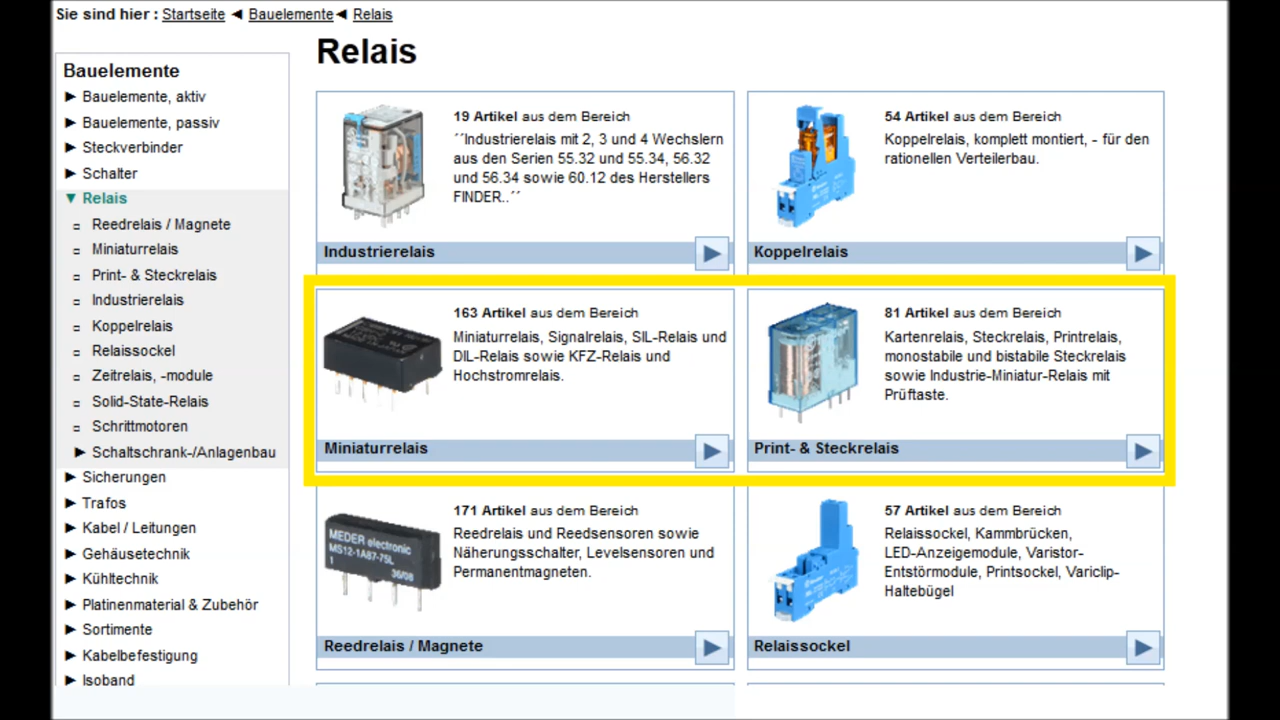 Sie sind hier : Startseite ◄ Bauelemente ◄ Relais
Bauelemente
► Bauelemente, aktiv
► Bauelemente, passiv
► Steckverbinder
► Schalter
▼ Relais
Reedrelais / Magnete
Miniaturrelais
Print- & Steckrelais
Industrierelais
Koppelrelais
Relaissockel
Zeitrelais, -module
Solid-State-Relais
Schrittmotoren
► Schaltschrank-/Anlagenbau
► Sicherungen
► Trafos
► Kabel / Leitungen
► Gehäusetechnik
► Kühltechnik
► Platinenmaterial & Zubehör
► Sortimente
► Kabelbefestigung
► Isoband
Relais
19 Artikel aus dem Bereich
´´Industrierelais mit 2, 3 und 4 Wechslern
aus den Serien 55.32 und 55.34, 56.32
und 56.34 sowie 60.12 des Herstellers
FINDER..´´
Industrierelais
54 Artikel aus dem Bereich
Koppelrelais, komplett montiert, - für den
rationellen Verteilerbau.
Koppelrelais
163 Artikel aus dem Bereich
Miniaturrelais, Signalrelais, SIL-Relais und
DIL-Relais sowie KFZ-Relais und
Hochstromrelais.
Miniaturrelais
81 Artikel aus dem Bereich
Kartenrelais, Steckrelais, Printrelais,
monostabile und bistabile Steckrelais
sowie Industrie-Miniatur-Relais mit
Prüftaste.
Print- & Steckrelais
MEDER electronic
MS12-1A87-75L
1 36/08
171 Artikel aus dem Bereich
Reedrelais und Reedsensoren sowie
Näherungsschalter, Levelsensoren und
Permanentmagneten.
Reedrelais / Magnete
57 Artikel aus dem Bereich
Relaissockel, Kammbrücken,
LED-Anzeigemodule, Varistor-
Entstörmodule, Printsockel, Variclip-
Haltebügel
Relaissockel